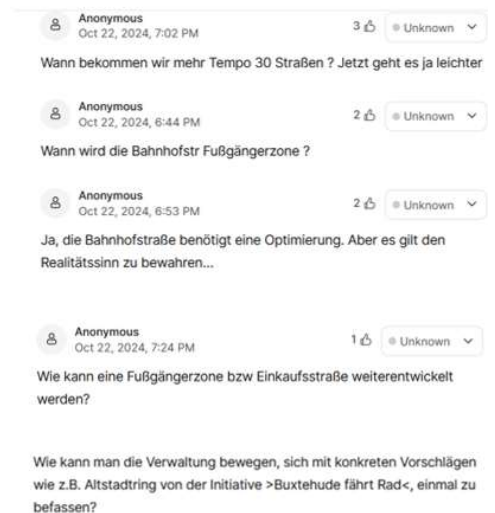 Anonymous
Oct 22, 2024, 7:02 PM
3
Unknown
Wann bekommen wir mehr Tempo 30 Straßen ? Jetzt geht es ja leichter
Anonymous
Oct 22, 2024, 6:44 PM
2
Unknown
Wann wird die Bahnhofstr Fußgängerzone ?
Anonymous
Oct 22, 2024, 6:53 PM
2
Unknown
Ja, die Bahnhofstraße benötigt eine Optimierung. Aber es gilt den
Realitätssinn zu bewahren...
Anonymous
Oct 22, 2024, 7:24 PM
1
Unknown
Wie kann eine Fußgängerzone bzw Einkaufsstraße weiterentwickelt
werden?
Wie kann man die Verwaltung bewegen, sich mit konkreten Vorschlägen
wie z.B. Altstadtring von der Initiative >Buxtehude fährt Rad<, einmal zu
befassen?